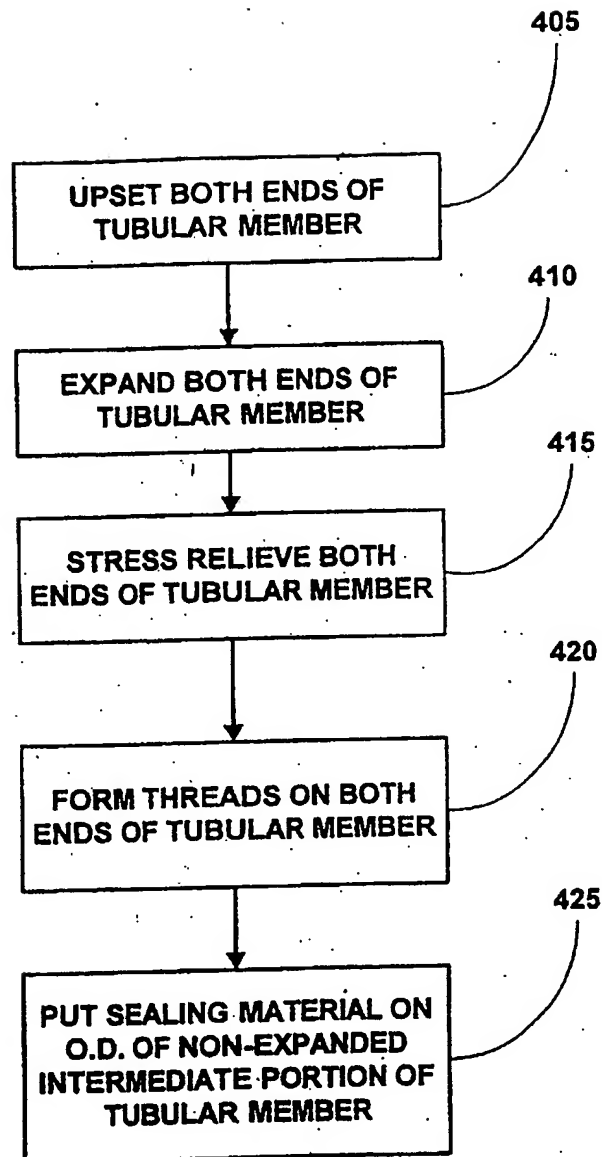 405
UPSET BOTH ENDS OF
TUBULAR MEMBER
410
EXPAND BOTH ENDS OF
TUBULAR MEMBER
415
STRESS RELIEVE BOTH
ENDS OF TUBULAR MEMBER
420
FORM THREADS ON BOTH
ENDS OF TUBULAR MEMBER
425
PUT SEALING MATERIAL ON
O.D. OF NON-EXPANDED
INTERMEDIATE PORTION OF
TUBULAR MEMBER